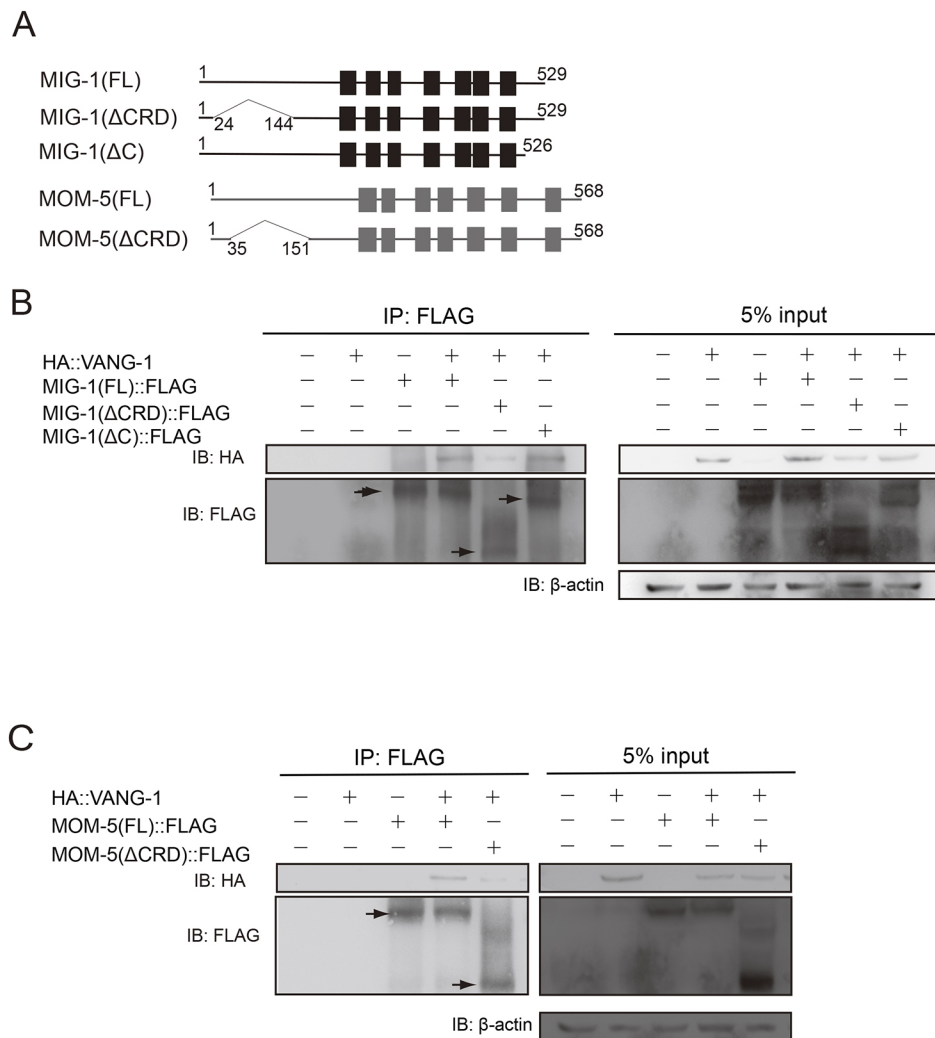 A
MIG-1(FL) 1 529
MIG-1(ΔCRD) 1 24 144 529
MIG-1(ΔC) 1 526
MOM-5(FL) 1 568
MOM-5(ΔCRD) 1 35 151 568
B
IP: FLAG 5% input
HA::VANG-1 – + – + + + – + – + + +
MIG-1(FL)::FLAG – – + + – – – – + + – –
MIG-1(ΔCRD)::FLAG – – – – + – – – – – + –
MIG-1(ΔC)::FLAG – – – – – + – – – – – +
IB: HA
IB: FLAG
IB: β-actin
C
IP: FLAG 5% input
HA::VANG-1 – + – + + – + – + +
MOM-5(FL)::FLAG – – + + – – – + + –
MOM-5(ΔCRD)::FLAG – – – – + – – – – +
IB: HA
IB: FLAG
IB: β-actin